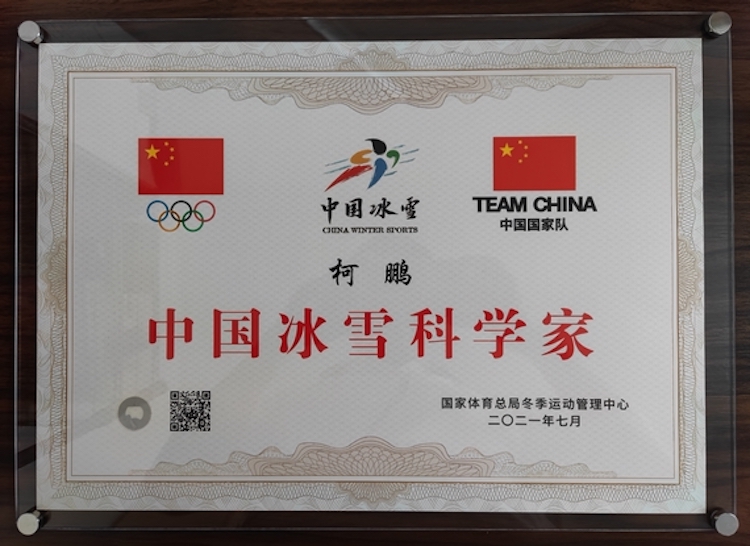 中国冰雪
CHINA WINTER SPORTS
TEAM CHINA
中国国家队
柯 鹏
中国冰雪科学家
国家体育总局冬季运动管理中心
二〇二一年七月